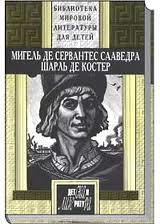 БИБЛИОТЕКА
МИРОВОЙ
ЛИТЕРАТУРЫ
ДЛЯ ДЕТЕЙ
МИГЕЛЬ ДЕ СЕРВАНТЕС СААВЕДРА
ШАРЛЬ ДЕ КОСТЕР